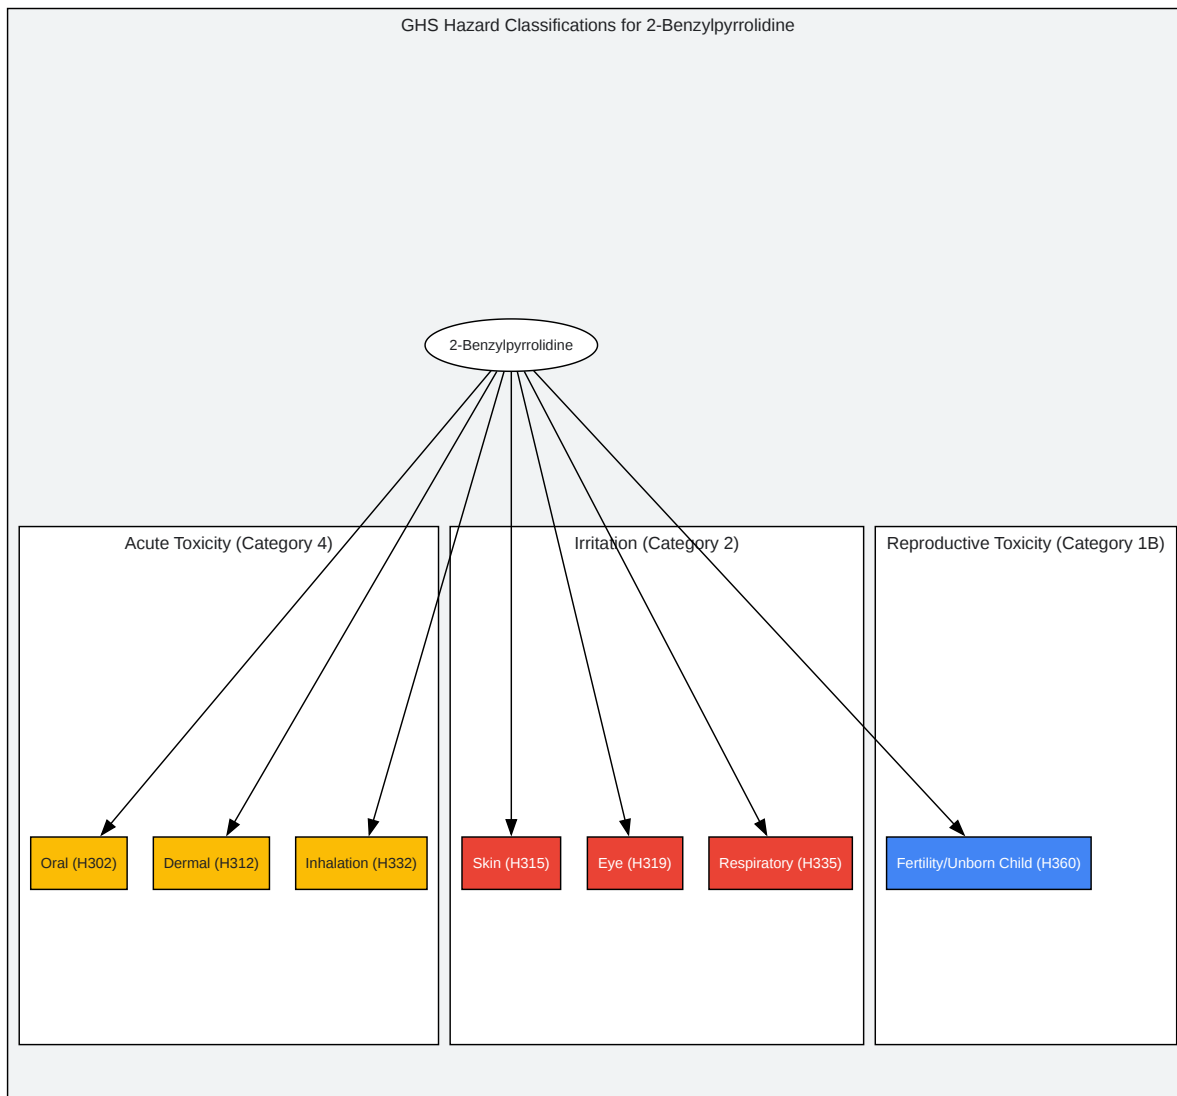 GHS Hazard Classifications for 2-Benzylpyrrolidine
2-Benzylpyrrolidine
Acute Toxicity (Category 4)
Irritation (Category 2)
Reproductive Toxicity (Category 1B)
Oral (H302)
Dermal (H312)
Inhalation (H332)
Skin (H315)
Eye (H319)
Respiratory (H335)
Fertility/Unborn Child (H360)